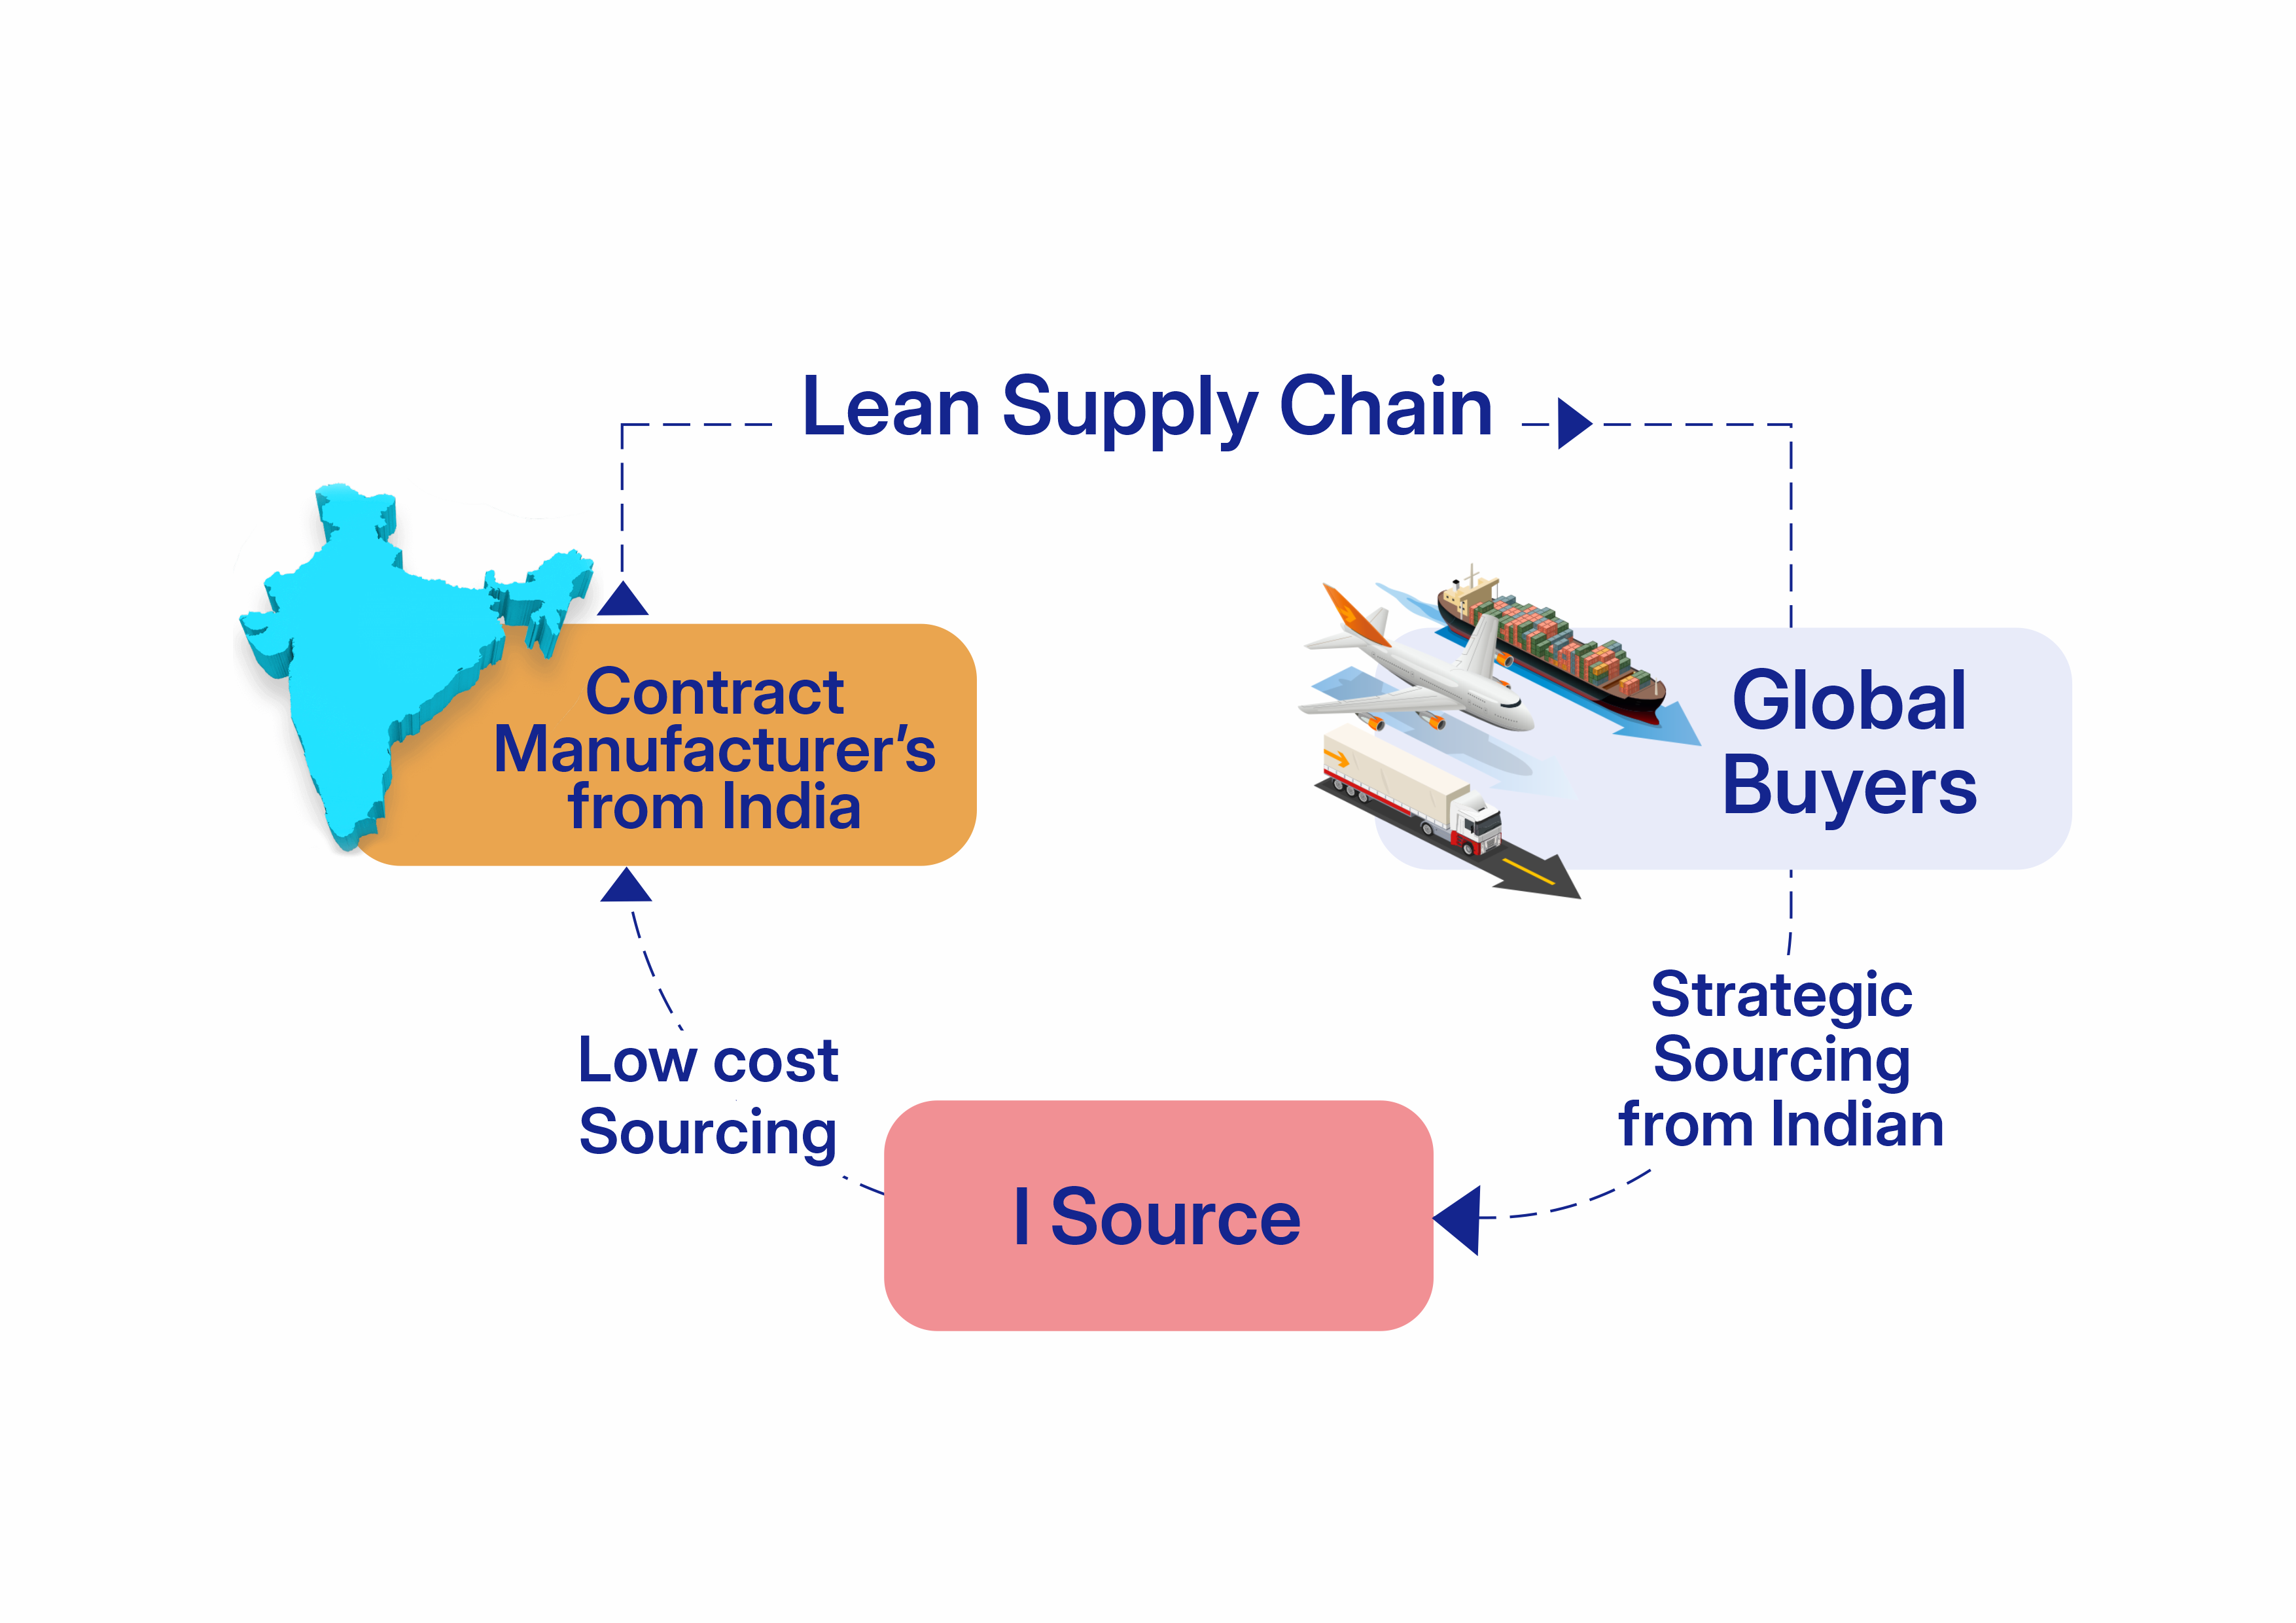 Lean Supply Chain
Contract
Manufacturer’s
from India
Global
Buyers
Strategic
Sourcing
from Indian
Low cost
Sourcing
I Source